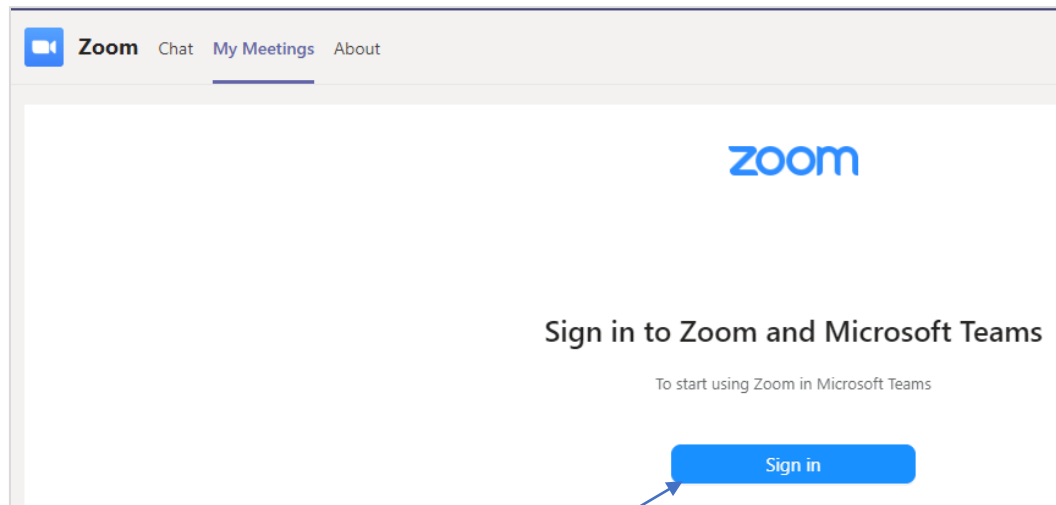 Zoom Chat My Meetings About
zoom
Sign in to Zoom and Microsoft Teams
To start using Zoom in Microsoft Teams
Sign in